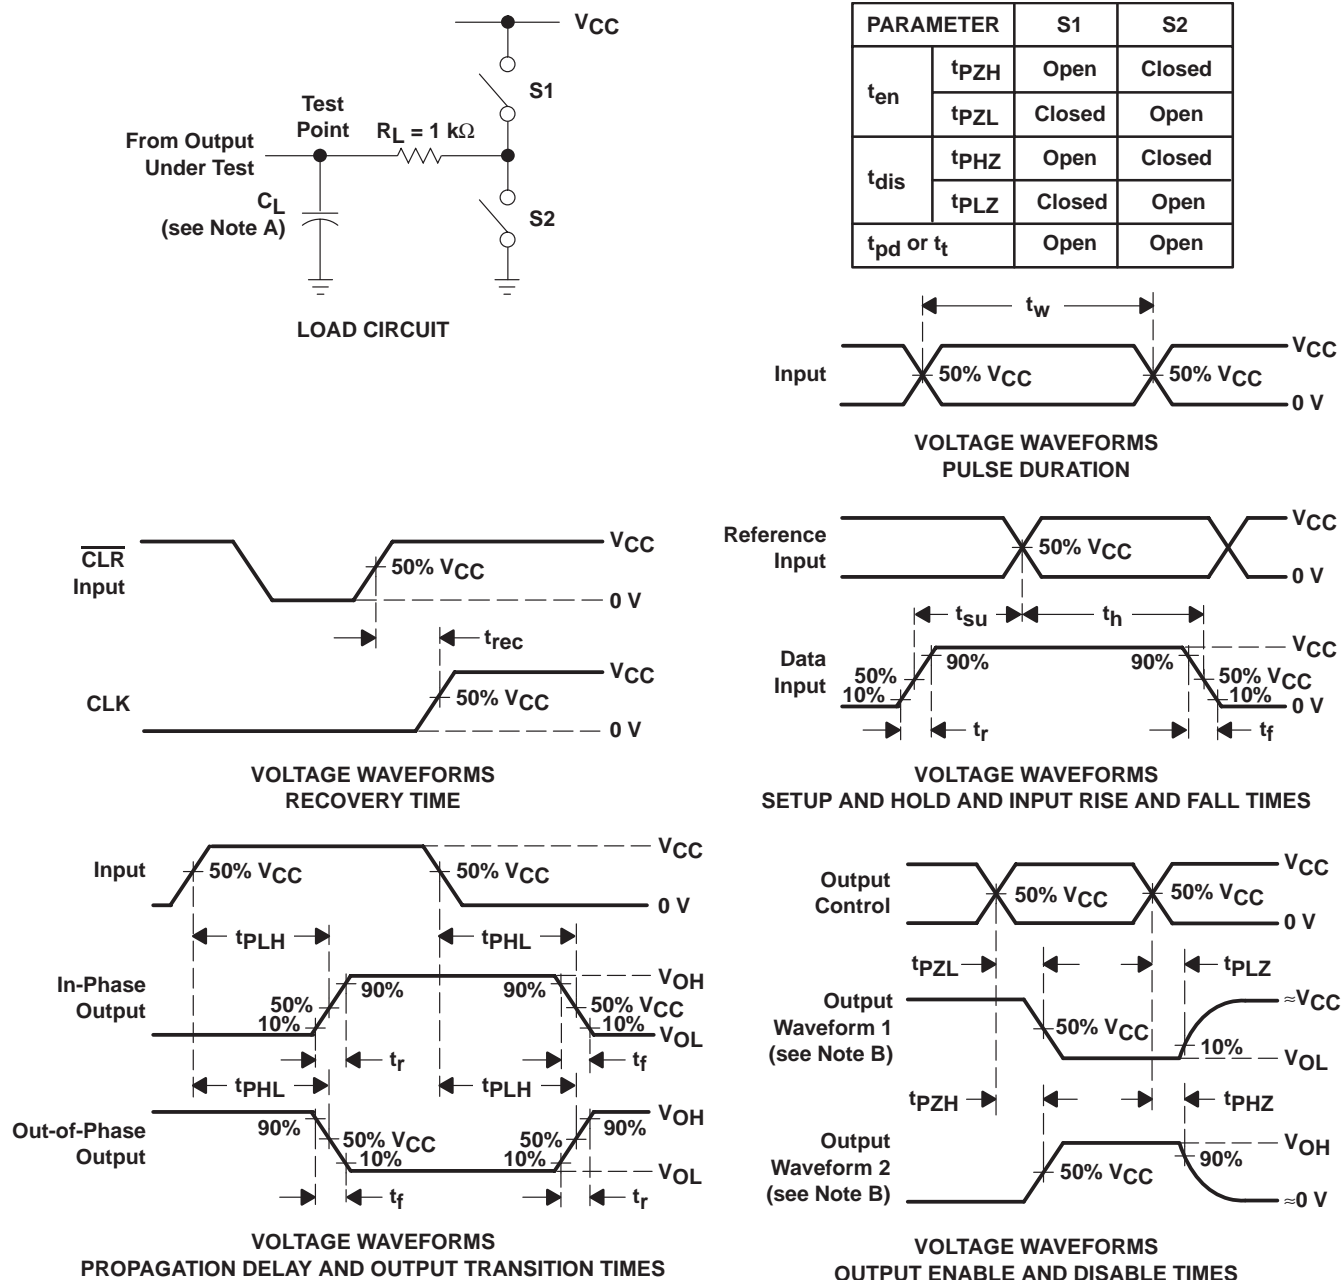 VCC
S1
Test
Point
RL = 1 kΩ
From Output
Under Test
CL
(see Note A)
S2
LOAD CIRCUIT
PARAMETER S1 S2
ten tPZH Open Closed
tPZL Closed Open
tdis tPHZ Open Closed
tPLZ Closed Open
tpd or tt Open Open
tw
VCC
Input 50% VCC 50% VCC
0 V
VOLTAGE WAVEFORMS
PULSE DURATION
CLR
Input
VCC
50% VCC
0 V
trec
VCC
CLK 50% VCC
0 V
VOLTAGE WAVEFORMS
RECOVERY TIME
Reference
Input
VCC
50% VCC
0 V
tsu th
Data
Input
VCC
90% 90%
50% 50% VCC
10% 10%
0 V
tr tf
VOLTAGE WAVEFORMS
SETUP AND HOLD AND INPUT RISE AND FALL TIMES
Input 50% VCC 50% VCC
VCC
0 V
tPLH tPHL
In-Phase
Output
VOH
90% 90%
50% 50% VCC
10% 10%
VOL
tr tf
tPHL tPLH
Out-of-Phase
Output
VOH
90% 90%
50% VCC 50%
10% 10%
VOL
tf tr
VOLTAGE WAVEFORMS
PROPAGATION DELAY AND OUTPUT TRANSITION TIMES
Output
Control
VCC
50% VCC 50% VCC
0 V
tPZL tPLZ
Output
Waveform 1
(see Note B)
≈VCC
50% VCC
10%
VOL
tPZH tPHZ
Output
Waveform 2
(see Note B)
VOH
50% VCC 90%
≈0 V
VOLTAGE WAVEFORMS
OUTPUT ENABLE AND DISABLE TIMES